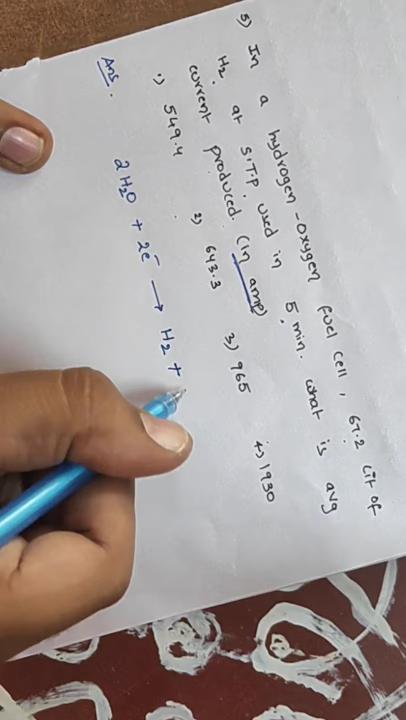 5) In a hydrogen - oxygen fuel cell, 67.2 Lit of
H2 at S.T.P. used in 5 min. what is avg
current produced. (in amp)
1) 549.4 2) 643.3 3) 965 4) 1930
Ans.
2H2O + 2e⁻ → H2 +